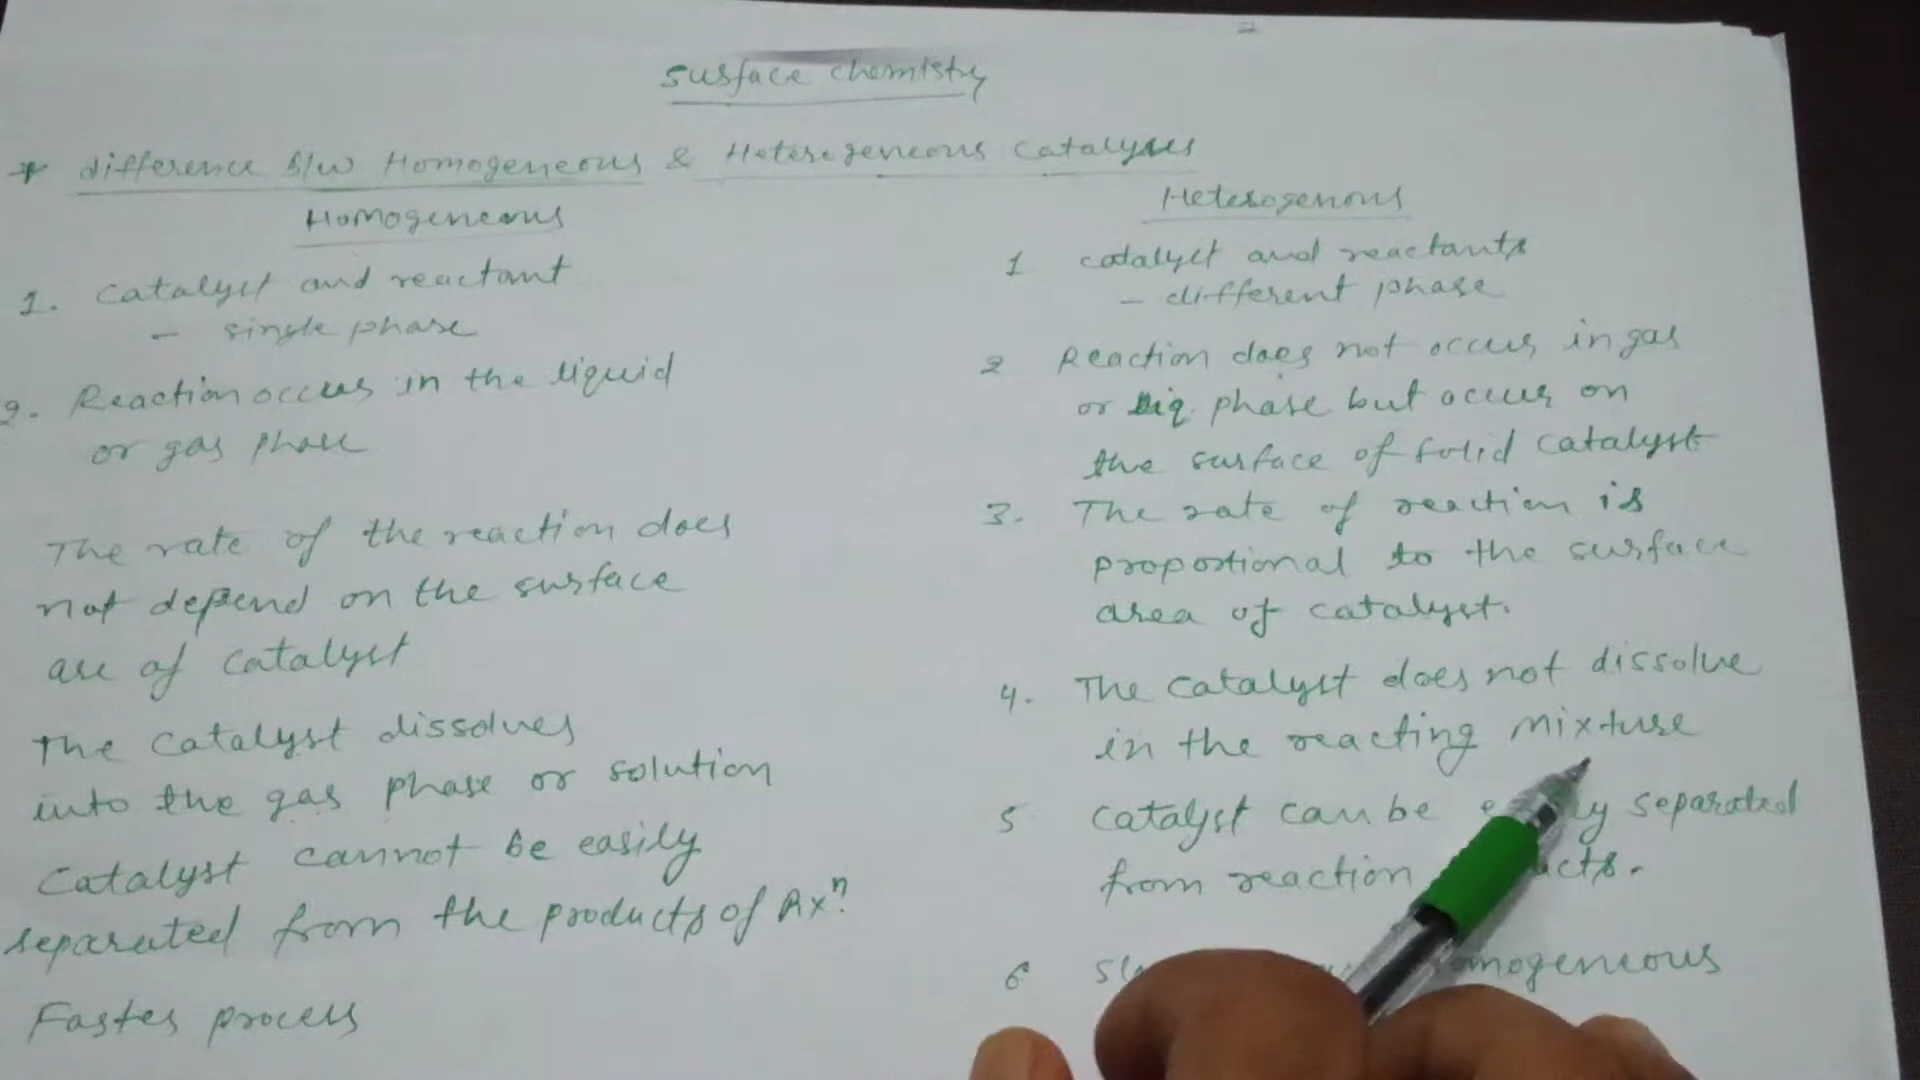 Surface chemistry
* difference b/w Homogeneous & Heterogeneous Catalyses
Homogeneous
1. Catalyst and reactant
- single phase
2. Reaction occurs in the liquid
or gas phase
The rate of the reaction does
not depend on the surface
are of catalyst
The catalyst dissolves
into the gas phase or solution
Catalyst cannot be easily
separated from the products of Rxn.
Faster process
Heterogenous
1 catalyst and reactants
- different phase
2 Reaction does not occurs in gas
or liq. phase but occurs on
the surface of solid catalyst
3. The rate of reaction is
proportional to the surface
area of catalyst.
4. The catalyst does not dissolve
in the reacting mixture
5 Catalyst can be separated
from reaction
6